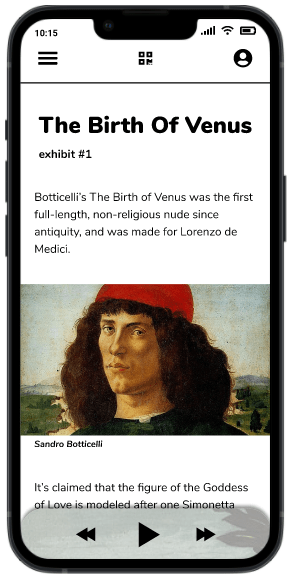 10:15
The Birth Of Venus
exhibit #1
Botticelli's The Birth of Venus was the first
full-length, non-religious nude since
antiquity, and was made for Lorenzo de
Medici.
Sandro Botticelli
It's claimed that the figure of the Goddess
of Love is modeled after one Simonetta